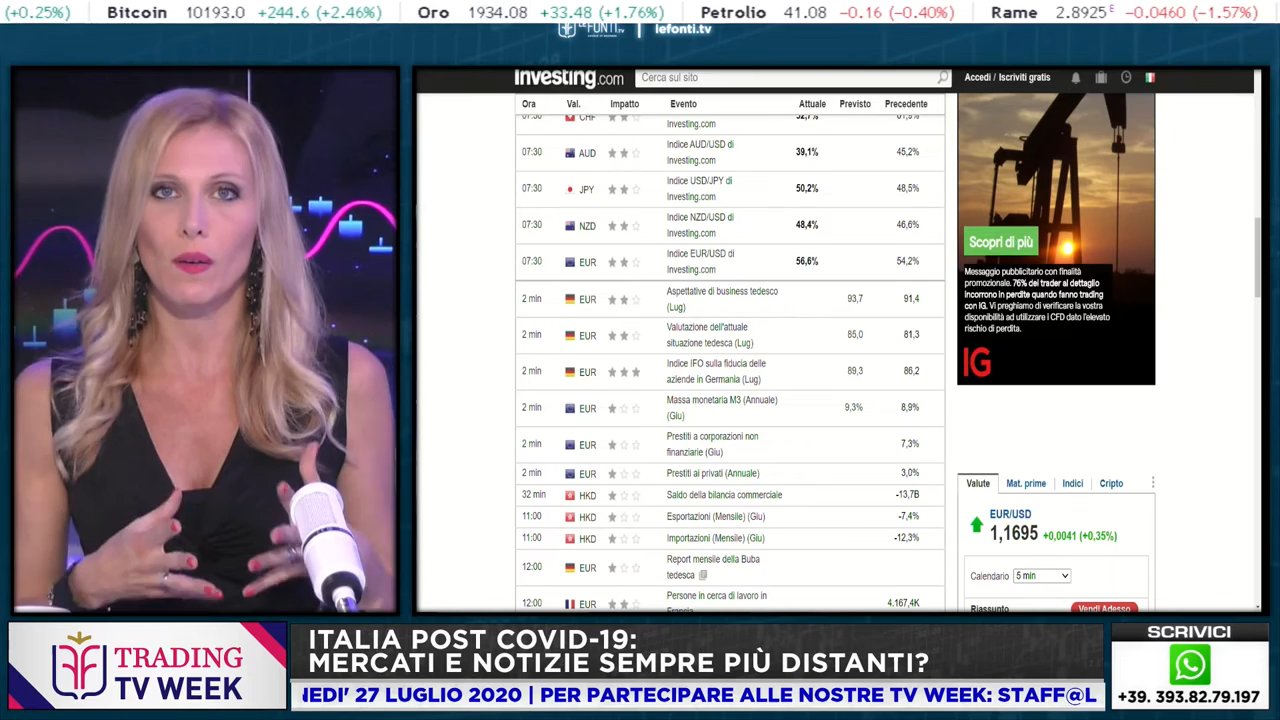 (+0.25%) Bitcoin 10193.0 +244.6 (+2.46%) Oro 1934.08 +33.48 (+1.76%) Petrolio 41.08 −0.16 (−0.40%) Rame 2.8925E −0.0460 (−1.57%)
LE FONTI.TV lefonti.tv
Investing.com Cerca sul sito Accedi / Iscriviti gratis
Ora Val. Impatto Evento Attuale Previsto Precedente
07:30 CHF Investing.com 52,7% 61,9%
07:30 AUD Indice AUD/USD di 39,1% 45,2%
Investing.com
07:30 JPY Indice USD/JPY di 50,2% 48,5%
Investing.com
07:30 NZD Indice NZD/USD di 48,4% 46,6%
Investing.com
07:30 EUR Indice EUR/USD di 56,6% 54,2%
Investing.com
2 min EUR Aspettative di business tedesco 93,7 91,4
(Lug)
2 min EUR Valutazione dell'attuale 85,0 81,3
situazione tedesca (Lug)
2 min EUR Indice IFO sulla fiducia delle 89,3 86,2
aziende in Germania (Lug)
2 min EUR Massa monetaria M3 (Annuale) 9,3% 8,9%
(Giu)
2 min EUR Prestiti a corporazioni non 7,3%
finanziarie (Giu)
2 min EUR Prestiti ai privati (Annuale) 3,0%
32 min HKD Saldo della bilancia commerciale -13,7B
11:00 HKD Esportazioni (Mensile) (Giu) -7,4%
11:00 HKD Importazioni (Mensile) (Giu) -12,3%
12:00 EUR Report mensile della Buba
tedesca
12:00 EUR Persone in cerca di lavoro in 4.167,4K
Francia
Scopri di più
Messaggio pubblicitario con finalità
promozionale. 76% dei trader al dettaglio
incorrono in perdite quando fanno trading
con IG. Vi preghiamo di verificare la vostra
disponibilità ad utilizzare i CFD dato l'elevato
rischio di perdita.
IG
Valute Mat. prime Indici Cripto
EUR/USD
1,1695 +0,0041 (+0,35%)
Calendario 5 min
Riassunto Vendi Adesso
TRADING
TV WEEK
ITALIA POST COVID-19:
MERCATI E NOTIZIE SEMPRE PIÙ DISTANTI?
NEDI' 27 LUGLIO 2020 | PER PARTECIPARE ALLE NOSTRE TV WEEK: STAFF@L
SCRIVICI
+39. 393.82.79.197